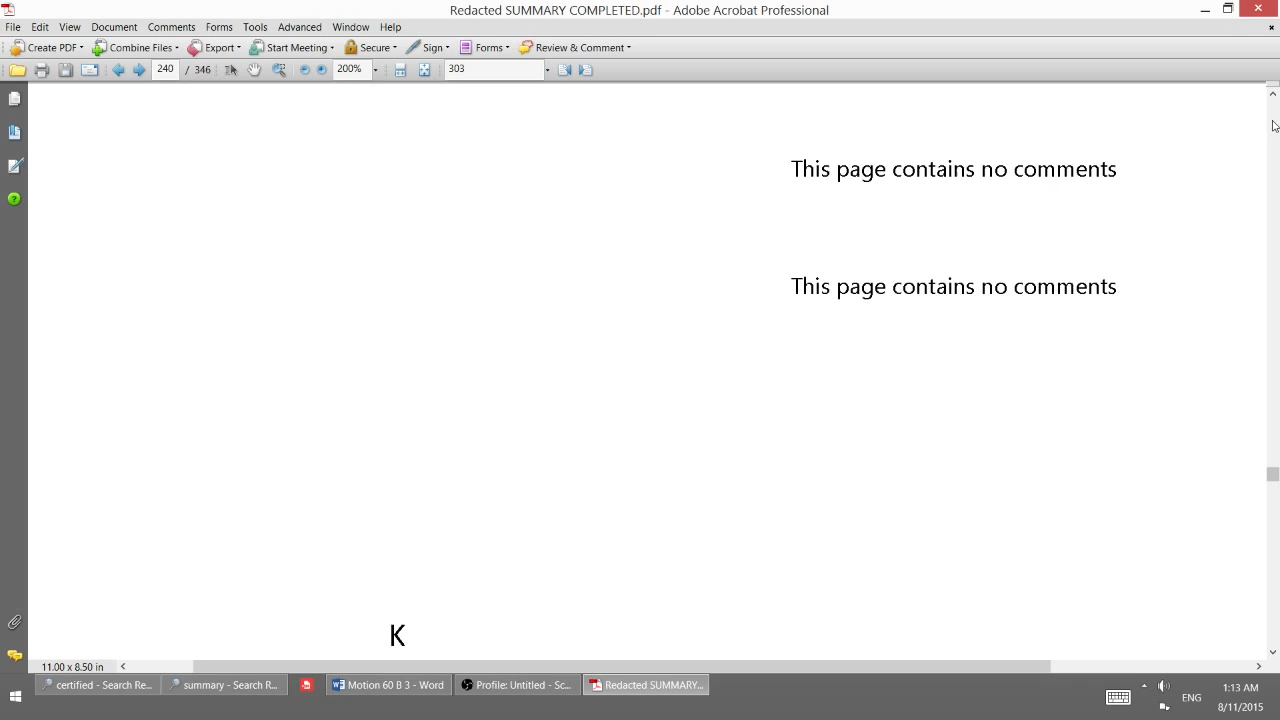 Redacted SUMMARY COMPLETED.pdf - Adobe Acrobat Professional
File Edit View Document Comments Forms Tools Advanced Window Help
Create PDF Combine Files Export Start Meeting Secure Sign Forms Review & Comment
240 / 346 200% 303
This page contains no comments
This page contains no comments
K
11.00 x 8.50 in
certified - Search Re... summary - Search R... Motion 60 B 3 - Word Profile: Untitled - Sc... Redacted SUMMARY... ENG 1:13 AM
8/11/2015